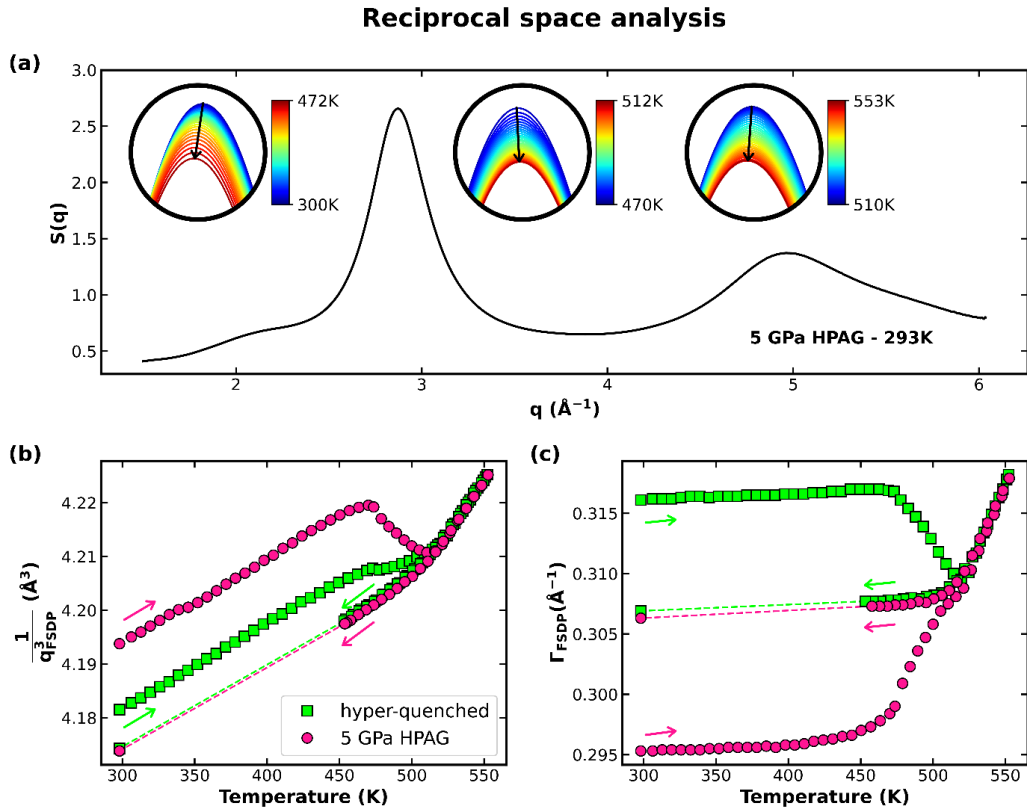 Reciprocal space analysis
(a)
3.0
2.5
2.0
1.5
1.0
0.5
S(q)
472K
300K
512K
470K
553K
510K
5 GPa HPAG - 293K
2
3
4
5
6
q (Å⁻¹)
(b)
4.22
4.21
4.20
4.19
4.18
1/q³FSDP (Å³)
hyper-quenched
5 GPa HPAG
300
350
400
450
500
550
Temperature (K)
(c)
0.315
0.310
0.305
0.300
0.295
ΓFSDP(Å⁻¹)
300
350
400
450
500
550
Temperature (K)